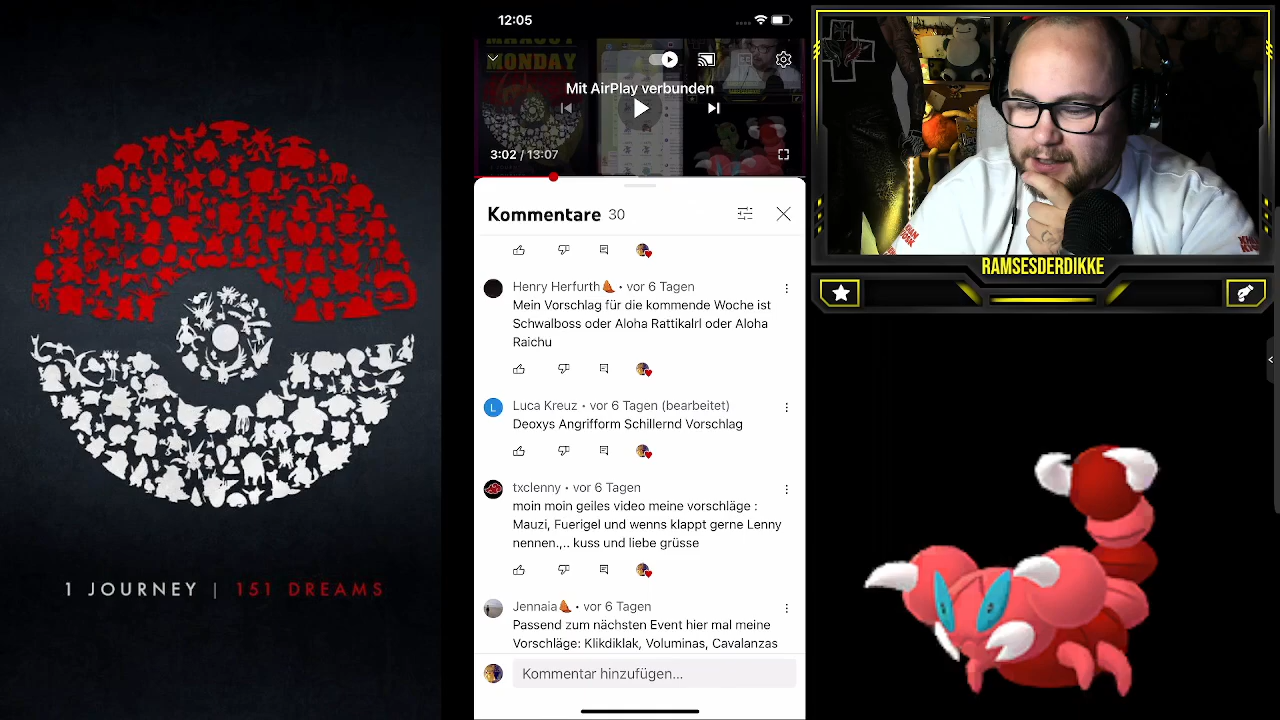 1 JOURNEY | 151 DREAMS
12:05
MONDAY
Mit AirPlay verbunden
3:02 / 13:07
Kommentare 30
Henry Herfurth • vor 6 Tagen
Mein Vorschlag für die kommende Woche ist
Schwalboss oder Aloha Rattikalrl oder Aloha
Raichu
L
Luca Kreuz • vor 6 Tagen (bearbeitet)
Deoxys Angrifform Schillernd Vorschlag
txclenny • vor 6 Tagen
moin moin geiles video meine vorschläge :
Mauzi, Fuerigel und wenns klappt gerne Lenny
nennen.,.. kuss und liebe grüsse
Jennaia • vor 6 Tagen
Passend zum nächsten Event hier mal meine
Vorschläge: Klikdiklak, Voluminas, Cavalanzas
Kommentar hinzufügen...
RAMSESDERDIKKE